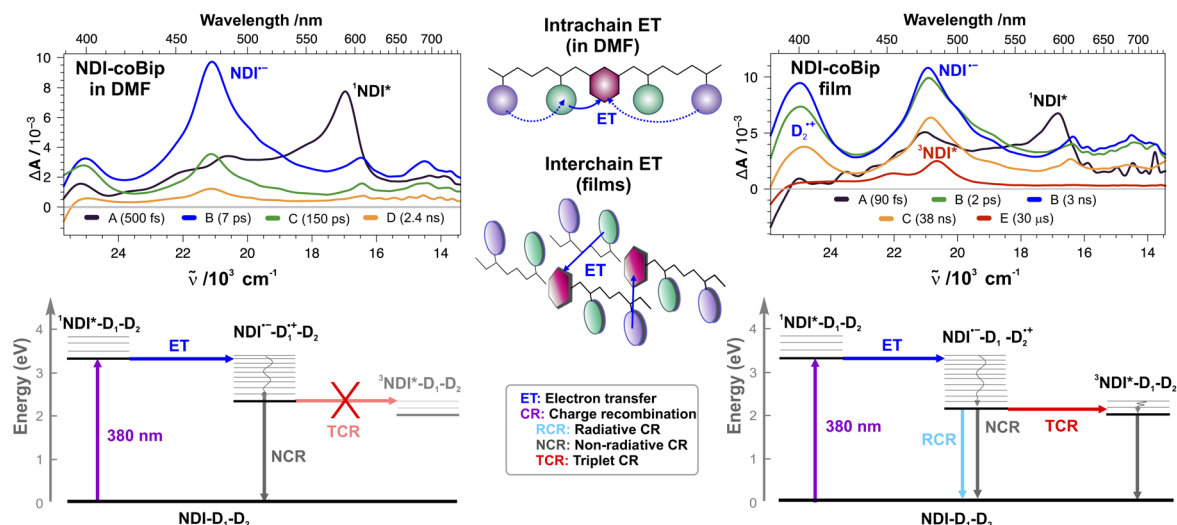 Wavelength /nm
400 450 500 550 600 650 700
NDI-coBip
in DMF
NDI•−
¹NDI*
10
8
6
4
2
0
ΔA / 10⁻³
A (500 fs) B (7 ps) C (150 ps) D (2.4 ns)
24 22 20 18 16 14
ν̃ /10³ cm⁻¹
Intrachain ET
(in DMF)
ET
Interchain ET
(films)
ET
Wavelength /nm
400 450 500 550 600 650 700
NDI-coBip
film
NDI•−
¹NDI*
D₂•+
³NDI*
10
5
0
ΔA / 10⁻³
A (90 fs) B (2 ps) B (3 ns)
C (38 ns) E (30 µs)
24 22 20 18 16 14
ν̃ /10³ cm⁻¹
Energy (eV)
4
3
2
1
0
¹NDI*-D₁-D₂
ET
NDI•−-D₁•+-D₂
³NDI*-D₁-D₂
TCR
380 nm
NCR
NDI-D₁-D₂
ET: Electron transfer
CR: Charge recombination
RCR: Radiative CR
NCR: Non-radiative CR
TCR: Triplet CR
Energy (eV)
4
3
2
1
0
¹NDI*-D₁-D₂
ET
NDI•−-D₁-D₂•+
³NDI*-D₁-D₂
380 nm
RCR
NCR
TCR
NDI-D₁-D₂